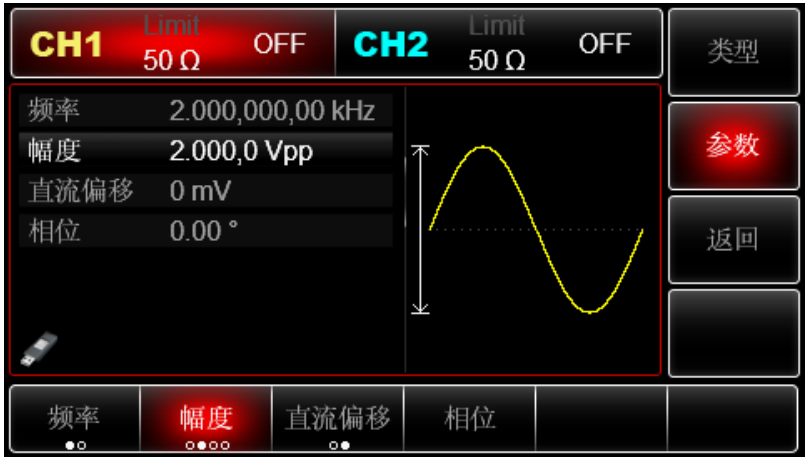 CH1 Limit 50 Ω OFF
CH2 Limit 50 Ω OFF
类型
频率 2.000,000,00 kHz
幅度 2.000,0 Vpp
直流偏移 0 mV
相位 0.00 °
参数
返回
频率 幅度 直流偏移 相位